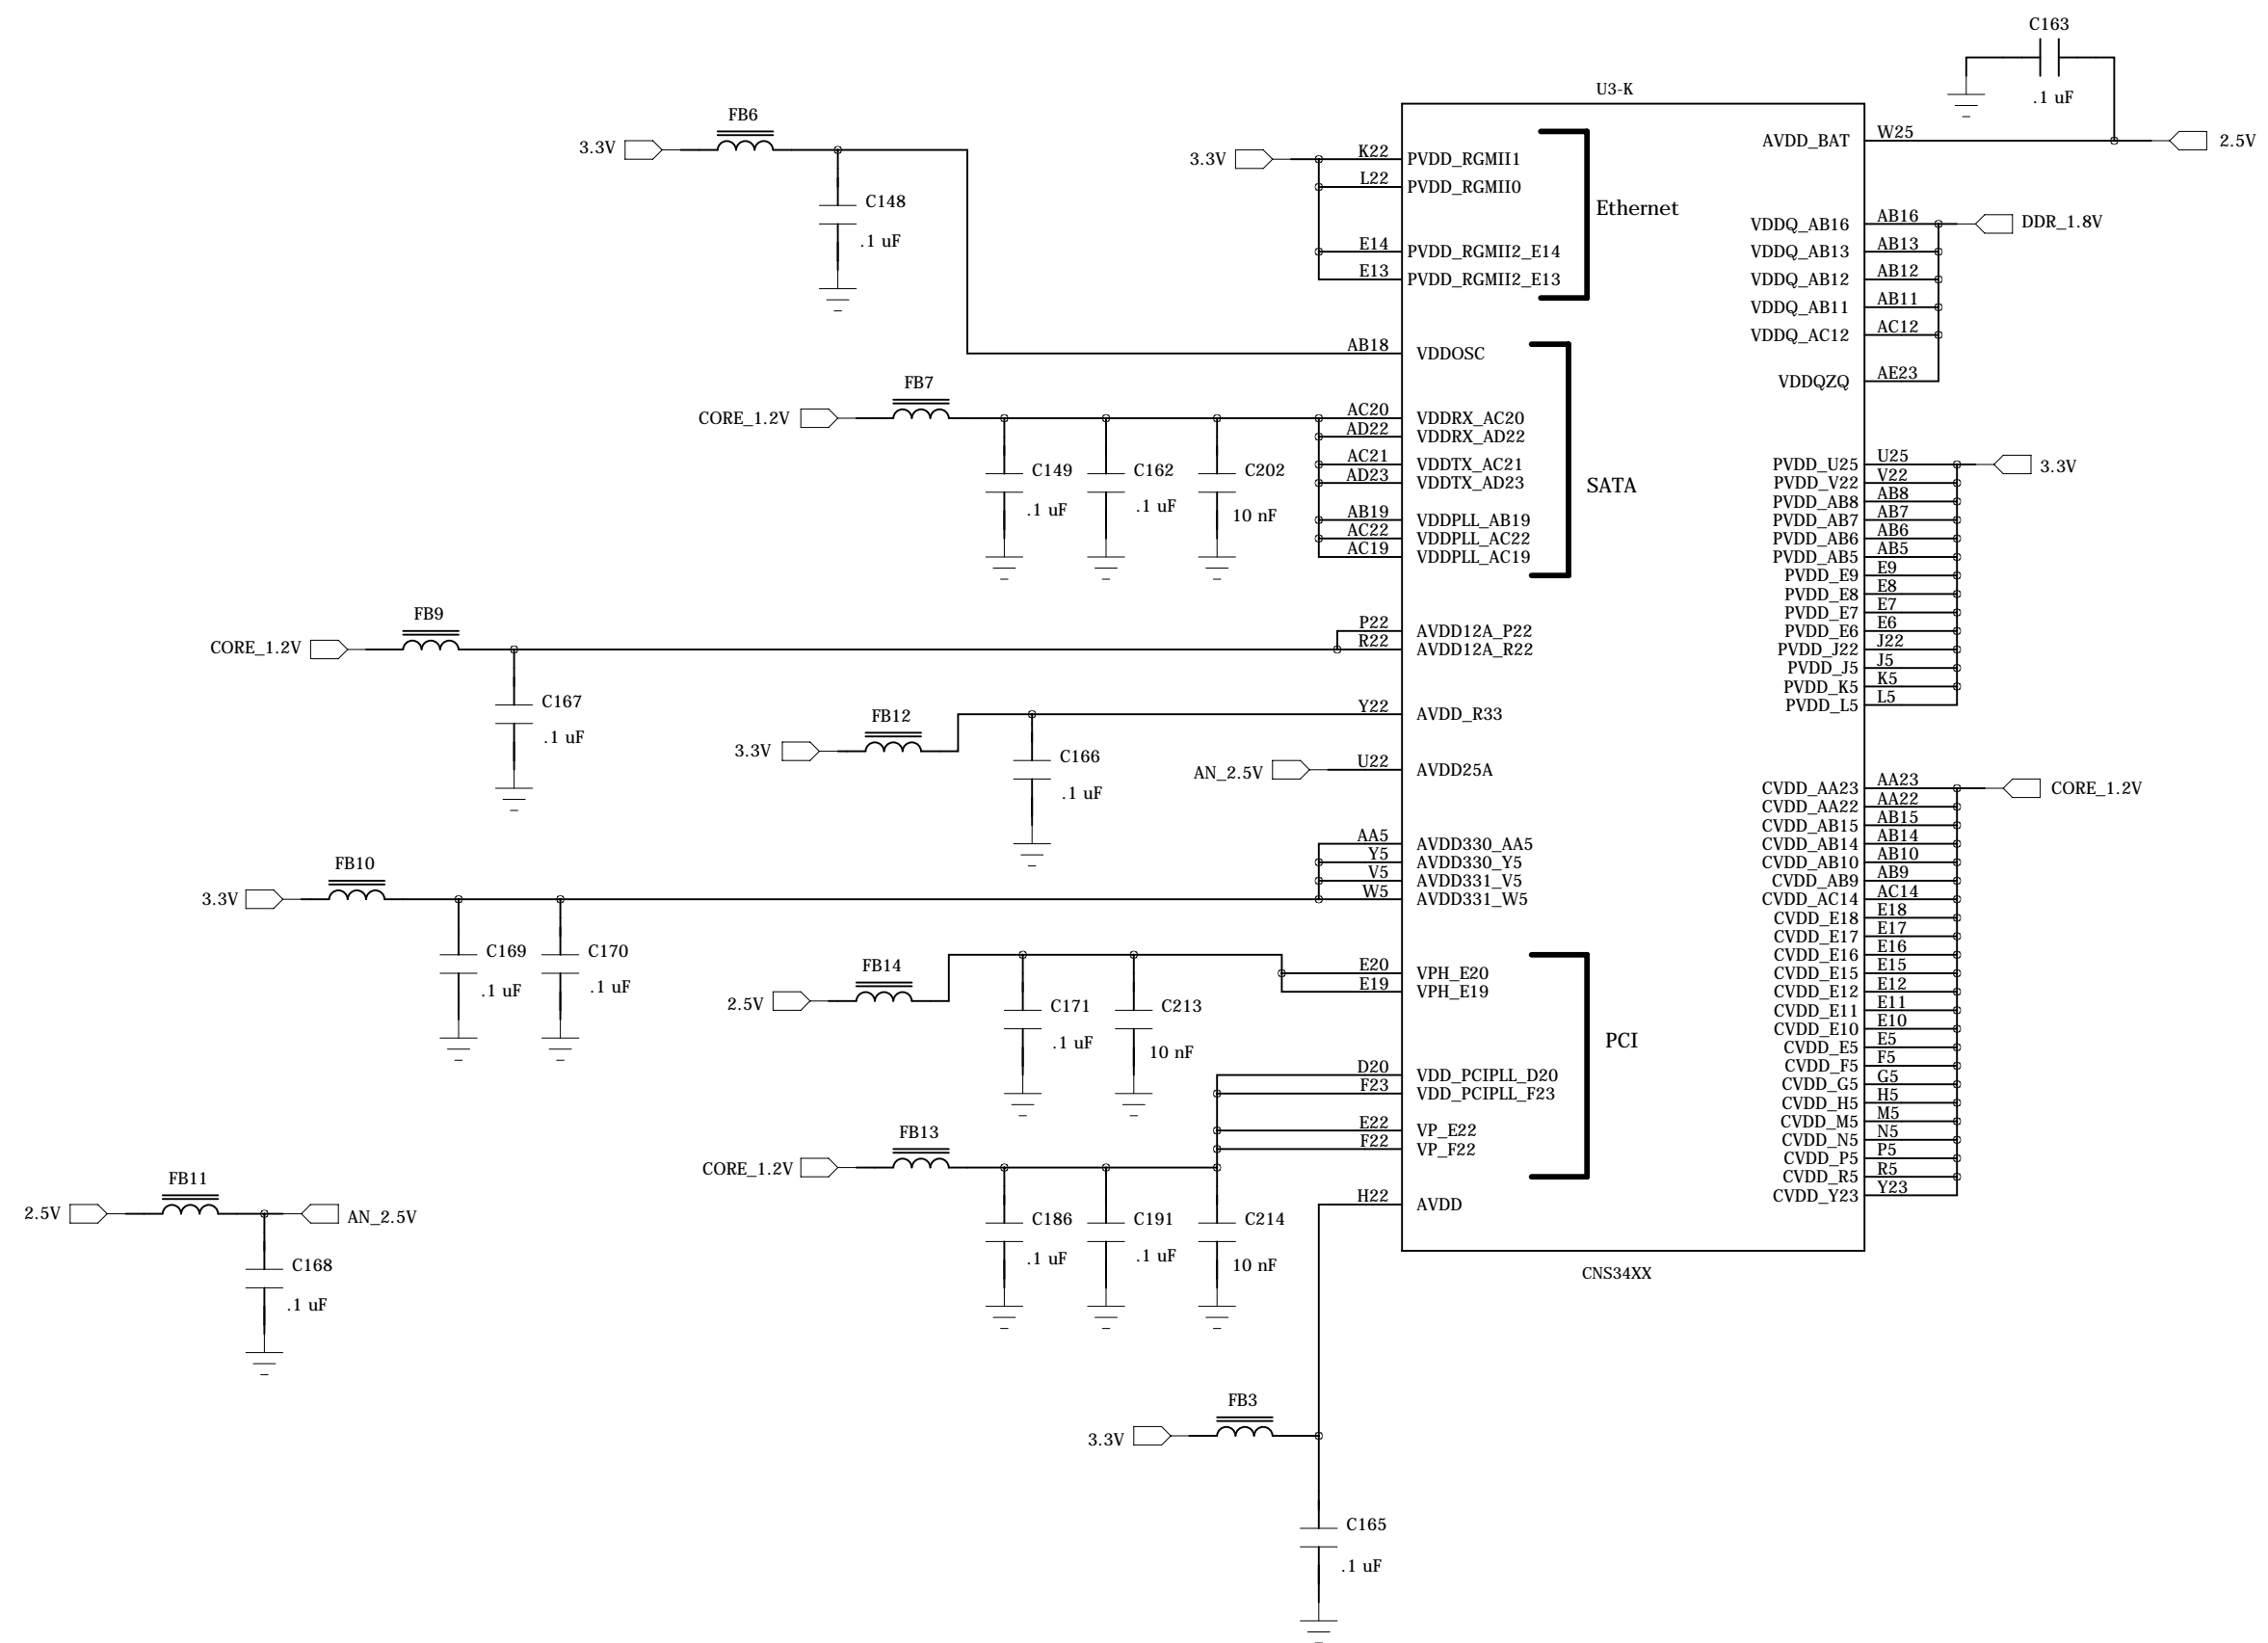 C163
.1 uF
U3-K
AVDD_BAT
W25
2.5V
FB6
3.3V
C148
.1 uF
3.3V
K22
PVDD_RGMII1
L22
PVDD_RGMII0
E14
PVDD_RGMII2_E14
E13
PVDD_RGMII2_E13
Ethernet
VDDQ_AB16
AB16
DDR_1.8V
VDDQ_AB13
AB13
VDDQ_AB12
AB12
VDDQ_AB11
AB11
VDDQ_AC12
AC12
VDDQZQ
AE23
AB18
VDDOSC
FB7
CORE_1.2V
C149
.1 uF
C162
.1 uF
C202
10 nF
AC20
VDDRX_AC20
AD22
VDDRX_AD22
AC21
VDDTX_AC21
AD23
VDDTX_AD23
AB19
VDDPLL_AB19
AC22
VDDPLL_AC22
AC19
VDDPLL_AC19
SATA
PVDD_U25
U25
3.3V
PVDD_V22
V22
PVDD_AB8
AB8
PVDD_AB7
AB7
PVDD_AB6
AB6
PVDD_AB5
AB5
PVDD_E9
E9
PVDD_E8
E8
PVDD_E7
E7
PVDD_E6
E6
PVDD_J22
J22
PVDD_J5
J5
PVDD_K5
K5
PVDD_L5
L5
FB9
CORE_1.2V
C167
.1 uF
P22
AVDD12A_P22
R22
AVDD12A_R22
FB12
3.3V
C166
.1 uF
Y22
AVDD_R33
AN_2.5V
U22
AVDD25A
CVDD_AA23
AA23
CORE_1.2V
CVDD_AA22
AA22
CVDD_AB15
AB15
CVDD_AB14
AB14
CVDD_AB10
AB10
CVDD_AB9
AB9
CVDD_AC14
AC14
CVDD_E18
E18
CVDD_E17
E17
CVDD_E16
E16
CVDD_E15
E15
CVDD_E12
E12
CVDD_E11
E11
CVDD_E10
E10
CVDD_E5
E5
CVDD_F5
F5
CVDD_G5
G5
CVDD_H5
H5
CVDD_M5
M5
CVDD_N5
N5
CVDD_P5
P5
CVDD_R5
R5
CVDD_Y23
Y23
FB10
3.3V
C169
.1 uF
C170
.1 uF
AA5
AVDD330_AA5
Y5
AVDD330_Y5
V5
AVDD331_V5
W5
AVDD331_W5
FB14
2.5V
C171
.1 uF
C213
10 nF
E20
VPH_E20
E19
VPH_E19
PCI
D20
VDD_PCIPLL_D20
F23
VDD_PCIPLL_F23
E22
VP_E22
F22
VP_F22
FB13
CORE_1.2V
C186
.1 uF
C191
.1 uF
C214
10 nF
H22
AVDD
FB11
2.5V
AN_2.5V
C168
.1 uF
CNS34XX
FB3
3.3V
C165
.1 uF